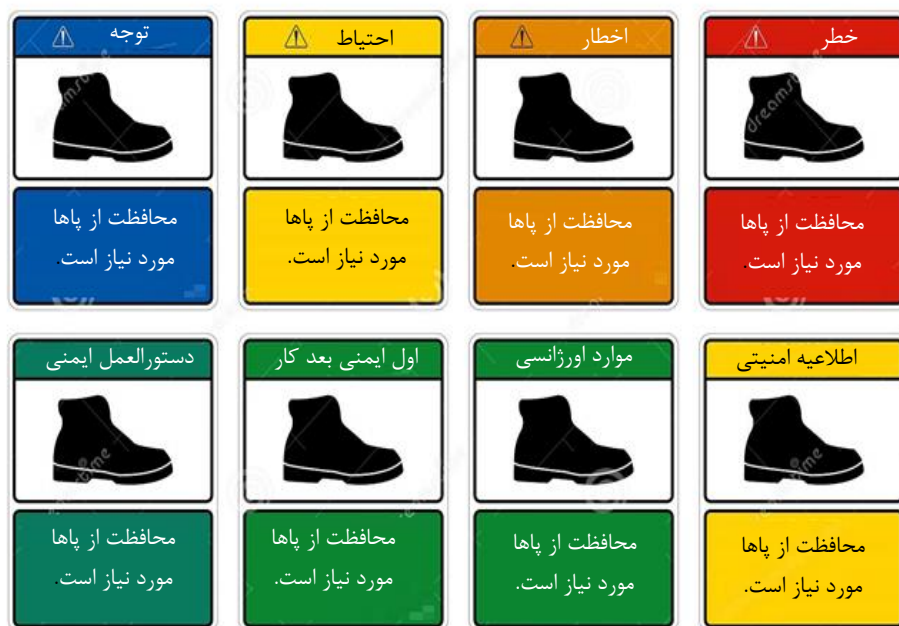 خطر
محافظت از پاها
مورد نیاز است.
اخطار
محافظت از پاها
مورد نیاز است.
احتیاط
محافظت از پاها
مورد نیاز است.
توجه
محافظت از پاها
مورد نیاز است.
اطلاعیه امنیتی
محافظت از پاها
مورد نیاز است.
موارد اورژانسی
محافظت از پاها
مورد نیاز است.
اول ایمنی بعد کار
محافظت از پاها
مورد نیاز است.
دستورالعمل ایمنی
محافظت از پاها
مورد نیاز است.